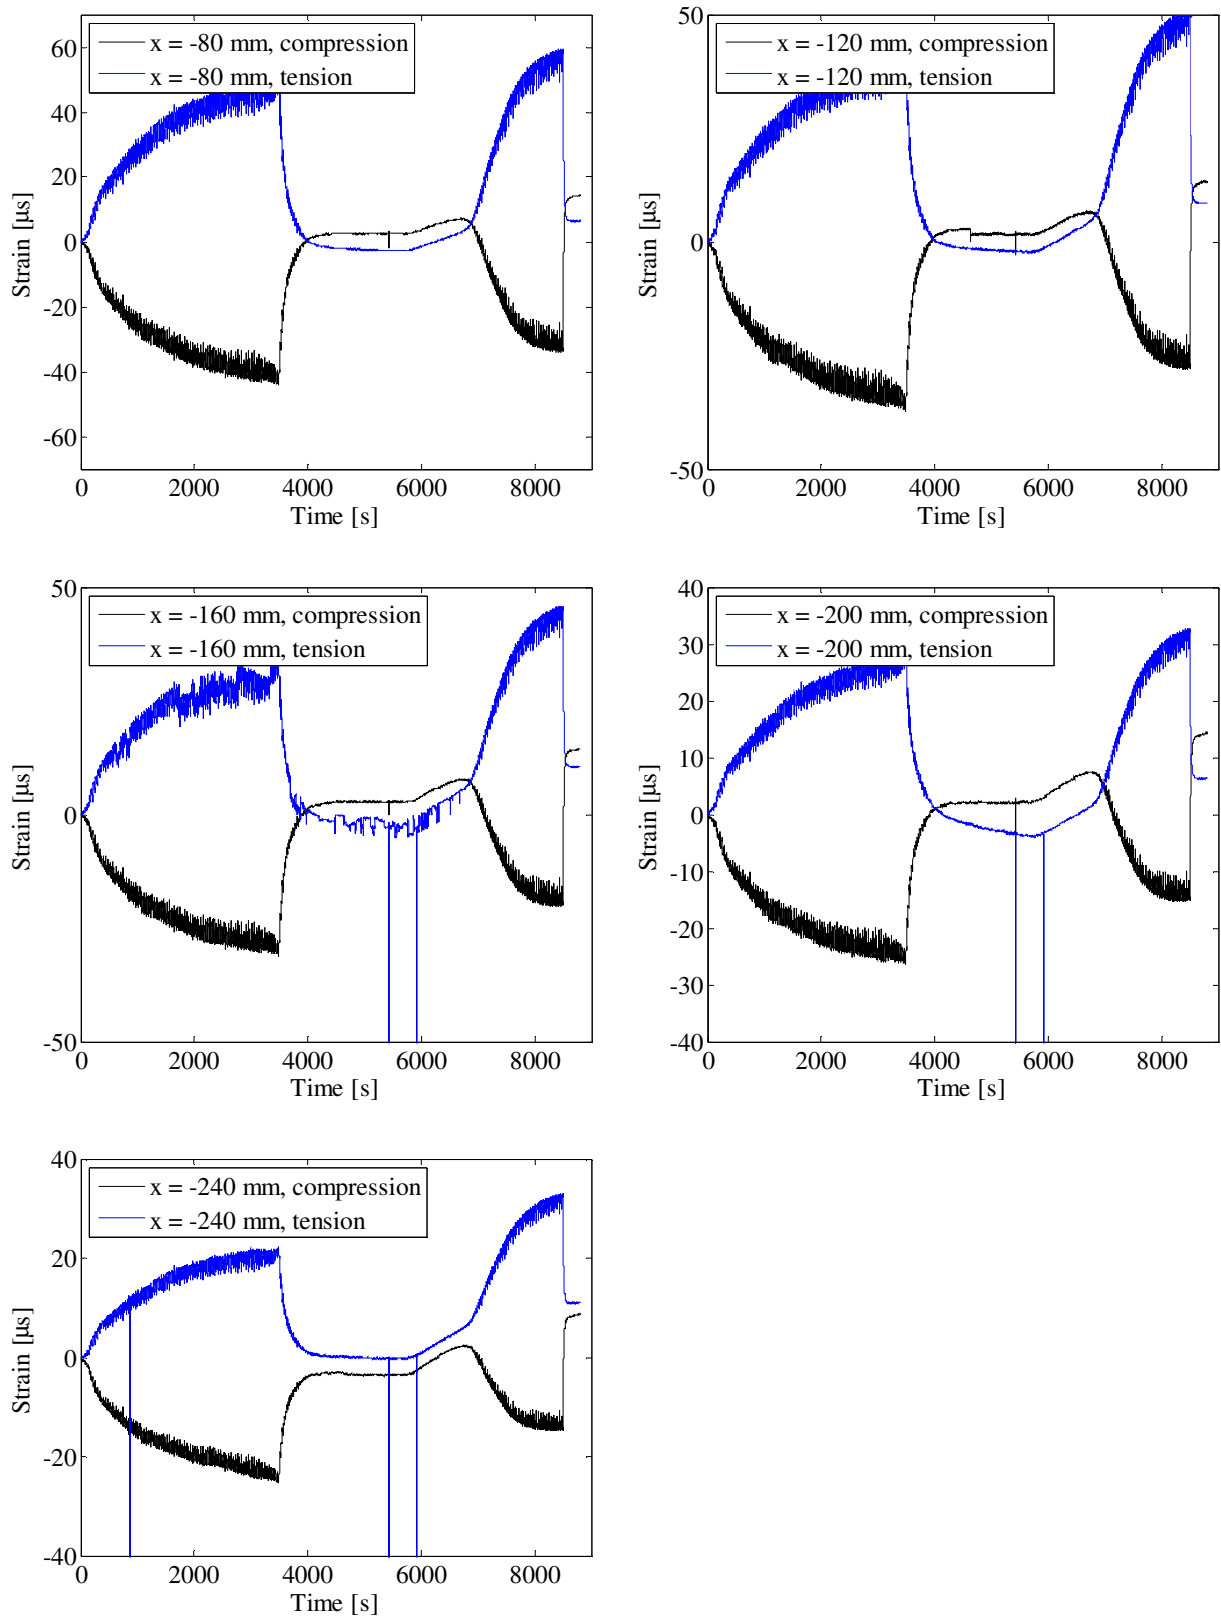 x = -80 mm, compression
x = -80 mm, tension
60
40
20
0
-20
-40
-60
Strain [µs]
0 2000 4000 6000 8000
Time [s]
x = -120 mm, compression
x = -120 mm, tension
50
0
-50
Strain [µs]
0 2000 4000 6000 8000
Time [s]
x = -160 mm, compression
x = -160 mm, tension
50
0
-50
Strain [µs]
0 2000 4000 6000 8000
Time [s]
x = -200 mm, compression
x = -200 mm, tension
40
30
20
10
0
-10
-20
-30
-40
Strain [µs]
0 2000 4000 6000 8000
Time [s]
x = -240 mm, compression
x = -240 mm, tension
40
20
0
-20
-40
Strain [µs]
0 2000 4000 6000 8000
Time [s]